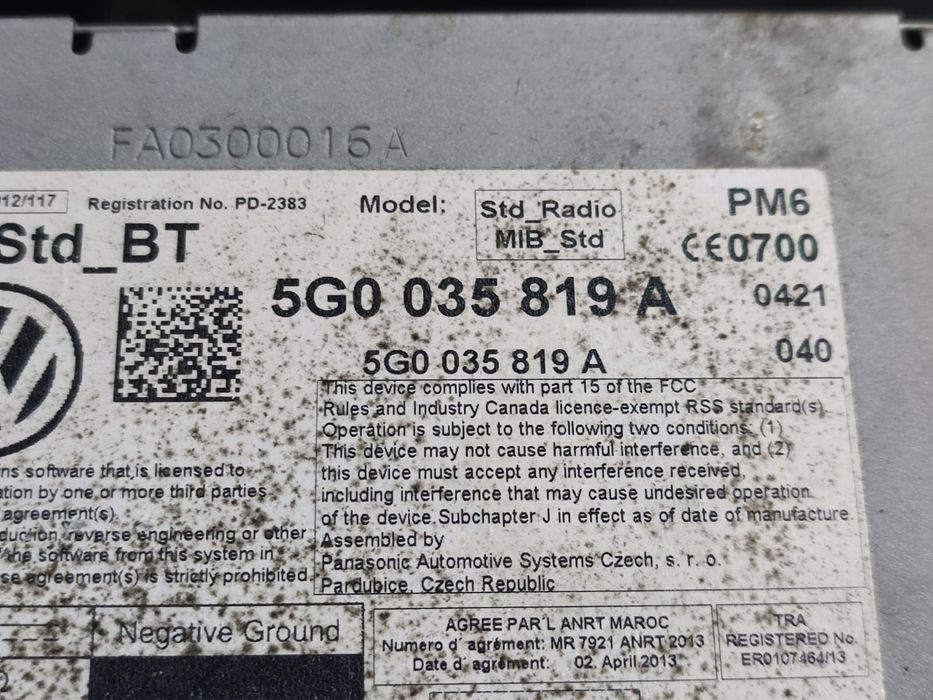 FA0300016A
12/117 Registration No. PD-2383 Model: Std_Radio PM6
MIB_Std
Std_BT
CE0700
5G0 035 819 A 0421
5G0 035 819 A 040
This device complies with part 15 of the FCC
Rules and Industry Canada licence-exempt RSS standard(s).
Operation is subject to the following two conditions: (1)
This device may not cause harmful interference, and (2)
this device must accept any interference received,
including interference that may cause undesired operation
of the device. Subchapter J in effect as of date of manufacture.
Assembled by
Panasonic Automotive Systems Czech, s. r. o.
Pardubice, Czech Republic
software that is licensed to
by one or more third parties
agreement(s).
reverse engineering or other
the software from this system in
agreement(s) is strictly prohibited.
Negative Ground
AGREE PAR L ANRT MAROC
Numero d' agrément: MR 7921 ANRT 2013
Date d' agrément: 02. April 2013
TRA
REGISTERED No.
ER0107464/13